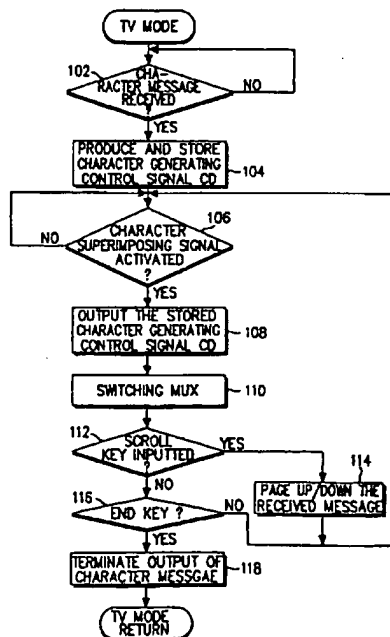 TV MODE
102
CHA-
RACTER MESSAGE
RECEIVED
?
NO
YES
PRODUCE AND STORE
CHARACTER GENERATING
CONTROL SIGNAL CD
104
106
CHARACTER
SUPERIMPOSING SIGNAL
ACTIVATED
?
NO
YES
OUTPUT THE STORED
CHARACTER GENERATING
CONTROL SIGNAL CD
108
SWITCHING MUX
110
112
SCROLL
KEY INPUTTED
?
YES
NO
114
PAGE UP/DOWN THE
RECEIVED MESSAGE
116
END KEY ?
NO
YES
TERMINATE OUTPUT OF
CHARACTER MESSGAE
118
TV MODE
RETURN